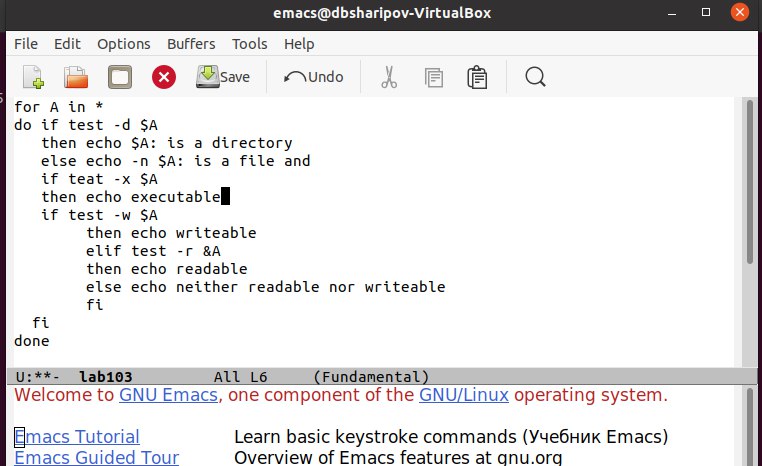 emacs@dbsharipov-VirtualBox
File Edit Options Buffers Tools Help
Save Undo
for A in *
do if test -d $A
then echo $A: is a directory
else echo -n $A: is a file and
if teat -x $A
then echo executable
if test -w $A
then echo writeable
elif test -r &A
then echo readable
else echo neither readable nor writeable
fi
fi
done
U:**- lab103 All L6 (Fundamental)
Welcome to GNU Emacs, one component of the GNU/Linux operating system.
Emacs Tutorial Learn basic keystroke commands (Учебник Emacs)
Emacs Guided Tour Overview of Emacs features at gnu.org